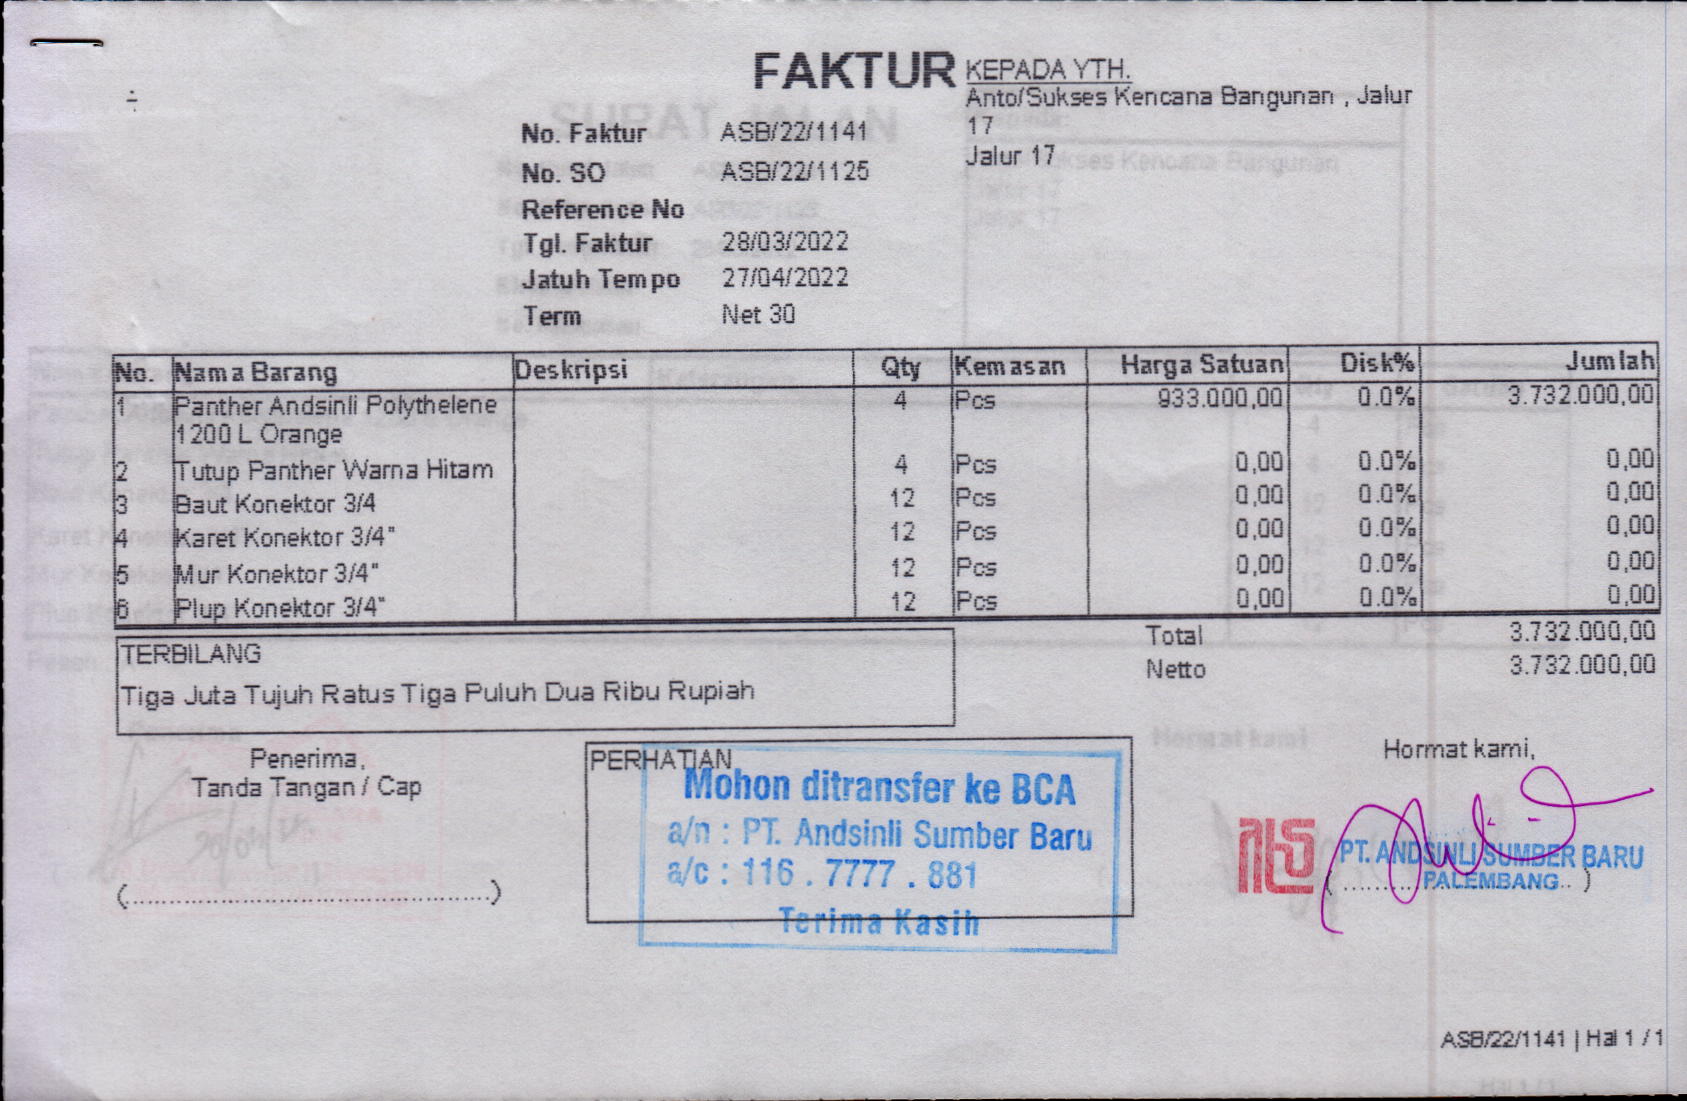 FAKTUR
KEPADA YTH.
Anto/Sukses Kencana Bangunan , Jalur
17
Jalur 17
No. Faktur ASB/22/1141
No. SO ASB/22/1125
Reference No
Tgl. Faktur 28/03/2022
Jatuh Tempo 27/04/2022
Term Net 30
No. Nama Barang Deskripsi Qty Kemasan Harga Satuan Disk% Jumlah
1 Panther Andsinli Polythelene 4 Pcs 933.000,00 0.0% 3.732.000,00
1200 L Orange
2 Tutup Panther Warna Hitam 4 Pcs 0,00 0.0% 0,00
3 Baut Konektor 3/4 12 Pcs 0,00 0.0% 0,00
4 Karet Konektor 3/4" 12 Pcs 0,00 0.0% 0,00
5 Mur Konektor 3/4" 12 Pcs 0,00 0.0% 0,00
6 Plup Konektor 3/4" 12 Pcs 0,00 0.0% 0,00
Total 3.732.000,00
Netto 3.732.000,00
TERBILANG
Tiga Juta Tujuh Ratus Tiga Puluh Dua Ribu Rupiah
Penerima,
Tanda Tangan / Cap
(..................................................)
PERHATIAN
Mohon ditransfer ke BCA
a/n : PT. Andsinli Sumber Baru
a/c : 116 . 7777 . 881
Terima Kasih
Hormat kami,
PT. ANDSINLI SUMBER BARU
PALEMBANG
ASB/22/1141 | Hal 1 / 1